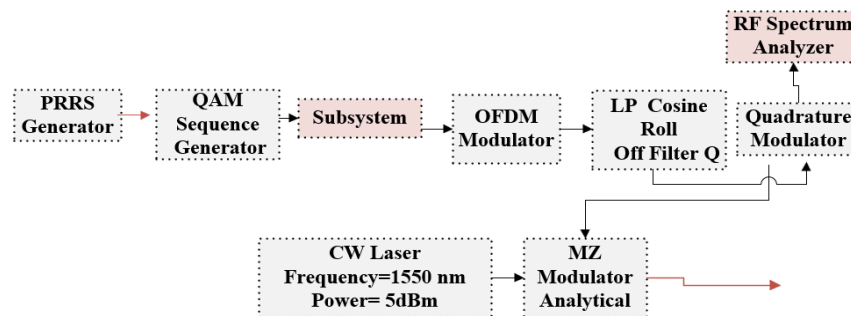 RF Spectrum
Analyzer
PRRS
Generator
QAM
Sequence
Generator
Subsystem
OFDM
Modulator
LP Cosine
Roll
Off Filter Q
Quadrature
Modulator
CW Laser
Frequency=1550 nm
Power= 5dBm
MZ
Modulator
Analytical